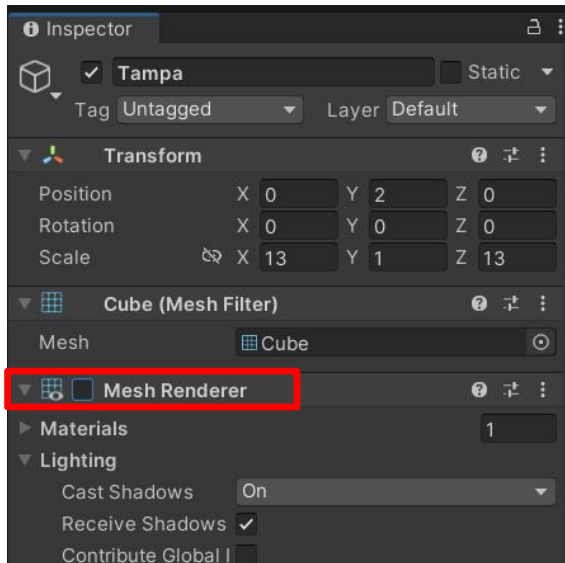 Inspector
Tampa Static
Tag Untagged Layer Default
Transform
Position X 0 Y 2 Z 0
Rotation X 0 Y 0 Z 0
Scale X 13 Y 1 Z 13
Cube (Mesh Filter)
Mesh Cube
Mesh Renderer
Materials 1
Lighting
Cast Shadows On
Receive Shadows
Contribute Global I